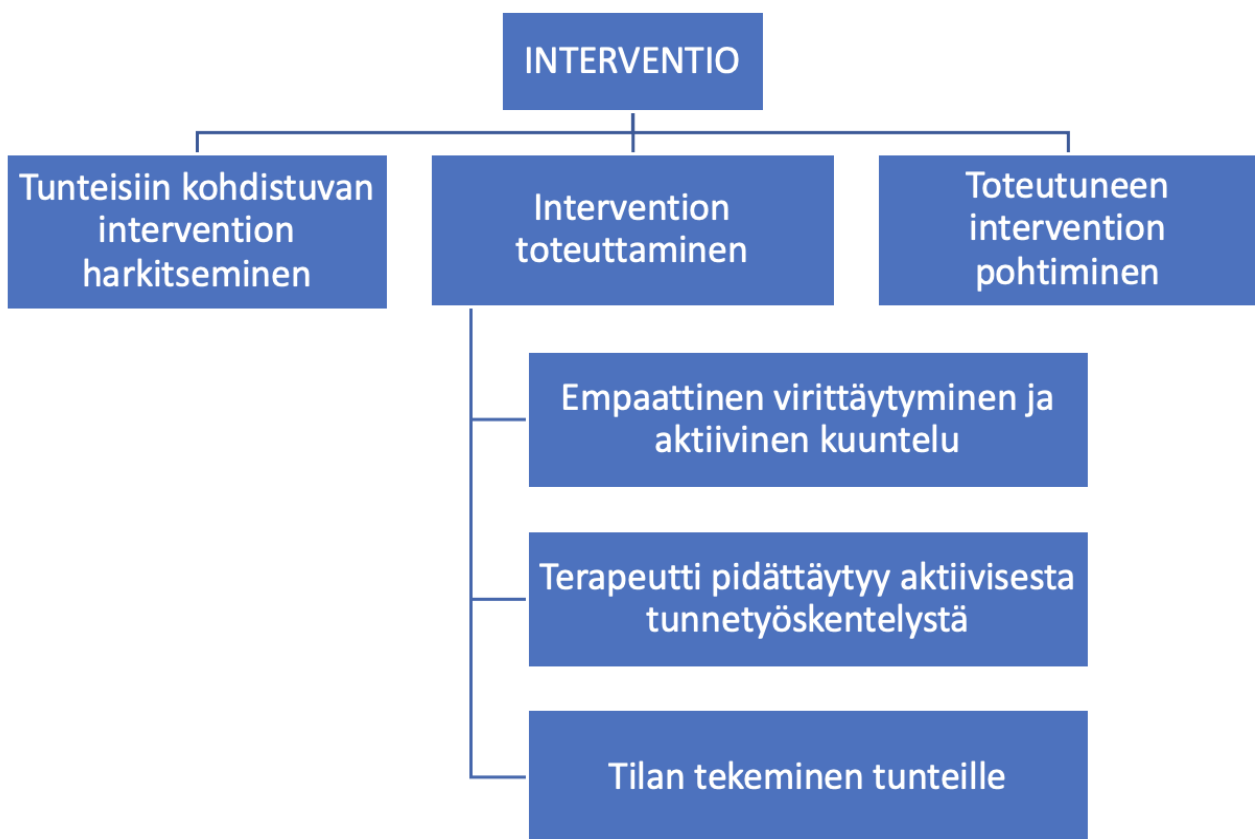 INTERVENTIO
Tunteisiin kohdistuvan
intervention
harkitseminen
Intervention
toteuttaminen
Toteutuneen
intervention
pohtiminen
Empaattinen virittäytyminen ja
aktiivinen kuuntelu
Terapeutti pidättäytyy aktiivisesta
tunnetyöskentelystä
Tilan tekeminen tunteille